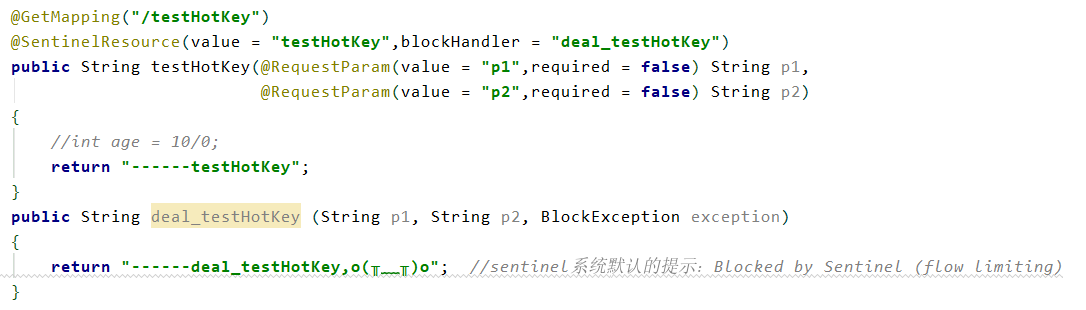 @GetMapping("/testHotKey")
@SentinelResource(value = "testHotKey",blockHandler = "deal_testHotKey")
public String testHotKey(@RequestParam(value = "p1",required = false) String p1,
@RequestParam(value = "p2",required = false) String p2)
{
//int age = 10/0;
return "------testHotKey";
}
public String deal_testHotKey (String p1, String p2, BlockException exception)
{
return "------deal_testHotKey,o(╥﹏╥)o"; //sentinel系统默认的提示：Blocked by Sentinel (flow limiting)
}